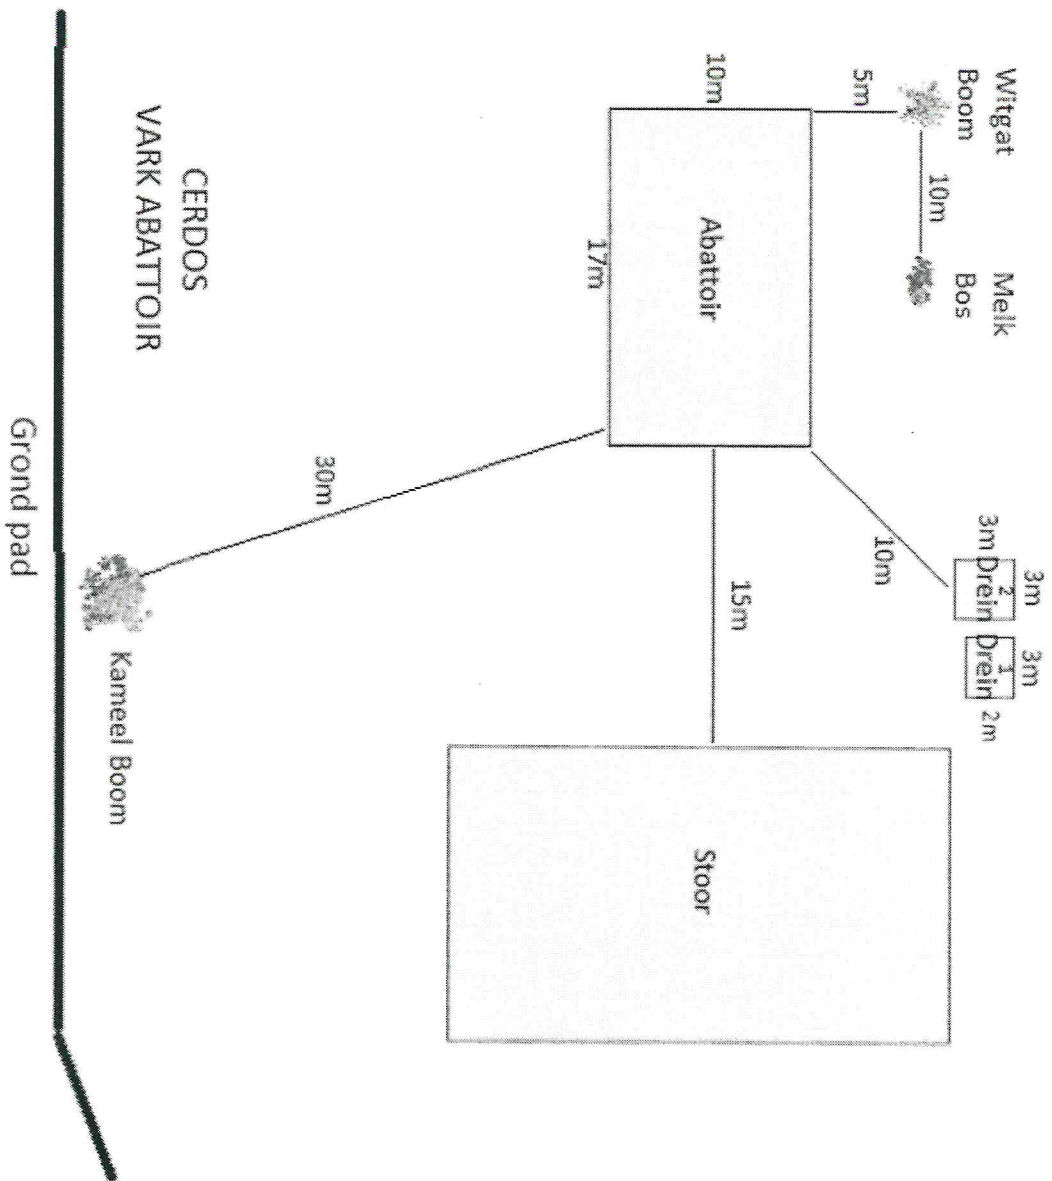 Witgat
Boom
Melk
Bos
5m
10m
10m
Abattoir
17m
3m
3m
3m
2
Drein
1
Drein
2m
10m
15m
Stoor
30m
CERDOS
VARK ABATTOIR
Kameel Boom
Grond pad